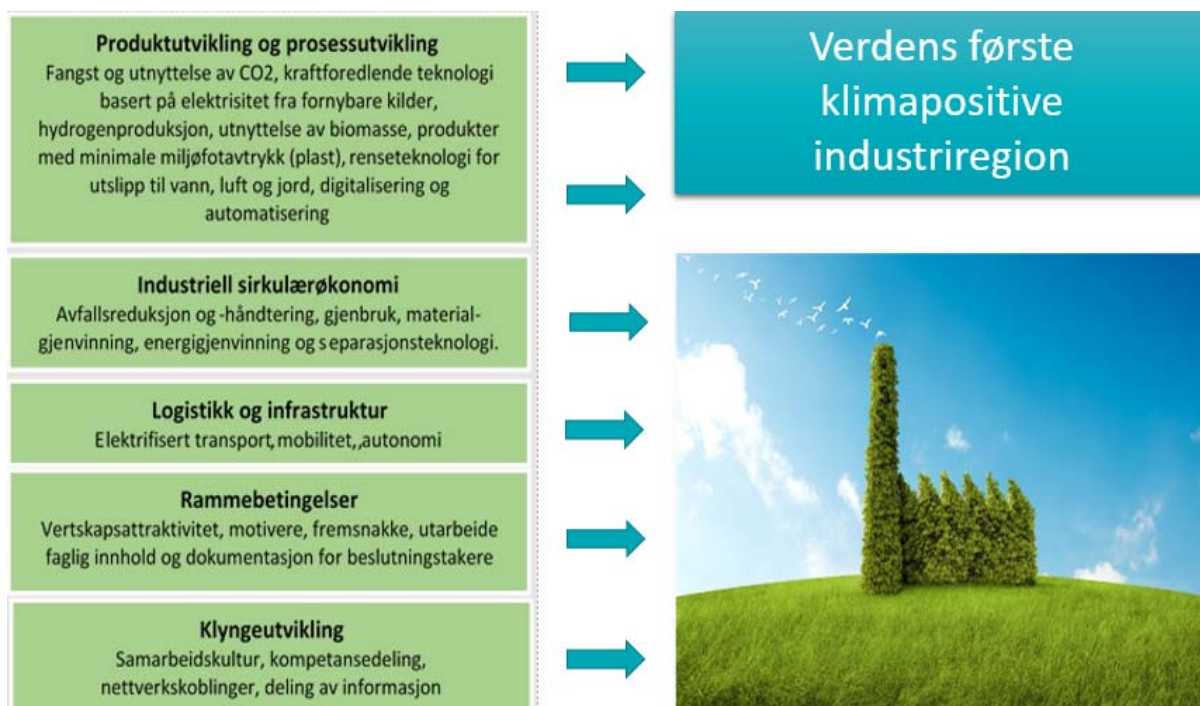 Produktutvikling og prosessutvikling
Fangst og utnyttelse av CO2, kraftforedlende teknologi
basert på elektrisitet fra fornybare kilder,
hydrogenproduksjon, utnyttelse av biomasse, produkter
med minimale miljøfotavtrykk (plast), renseteknologi for
utslipp til vann, luft og jord, digitalisering og
automatisering
Industriell sirkulærøkonomi
Avfallsreduksjon og -håndtering, gjenbruk, material-
gjenvinning, energigjenvinning og separasjonsteknologi.
Logistikk og infrastruktur
Elektrifisert transport, mobilitet,,autonomi
Rammebetingelser
Vertskapsattraktivitet, motivere, fremsnakke, utarbeide
faglig innhold og dokumentasjon for beslutningstakere
Klyngeutvikling
Samarbeidskultur, kompetansedeling,
nettverkskoblinger, deling av informasjon
Verdens første
klimapositive
industriregion